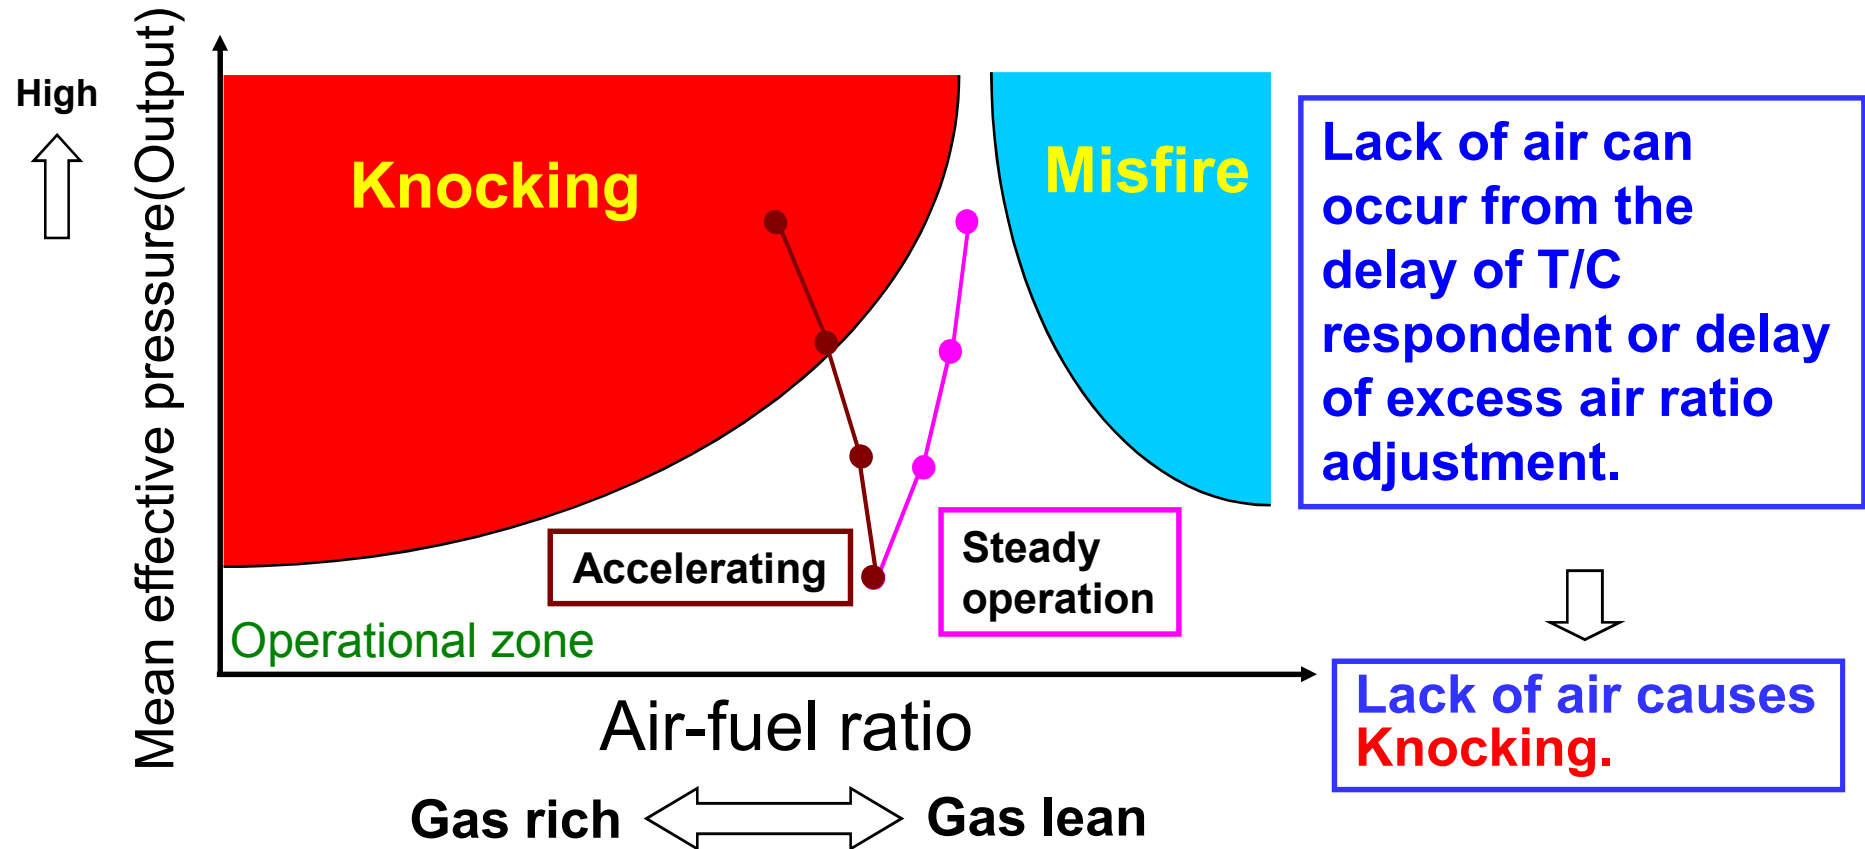 High
Mean effective pressure(Output)
Knocking
Misfire
Accelerating
Steady
operation
Operational zone
Air-fuel ratio
Gas rich
Gas lean
Lack of air can
occur from the
delay of T/C
respondent or delay
of excess air ratio
adjustment.
Lack of air causes
Knocking.